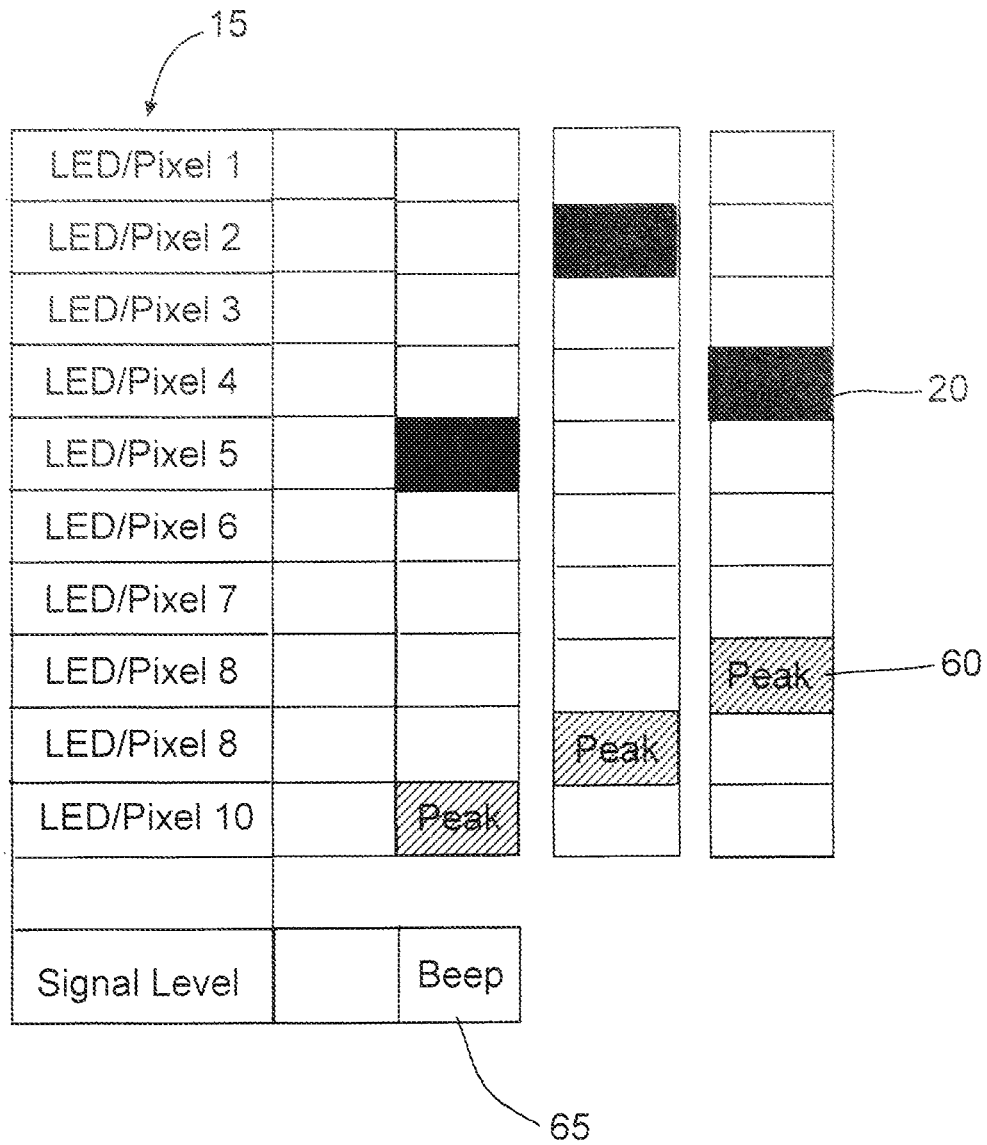 15
LED/Pixel 1
LED/Pixel 2
LED/Pixel 3
LED/Pixel 4
20
LED/Pixel 5
LED/Pixel 6
LED/Pixel 7
LED/Pixel 8
Peak
60
LED/Pixel 8
Peak
LED/Pixel 10
Peak
Signal Level
Beep
65